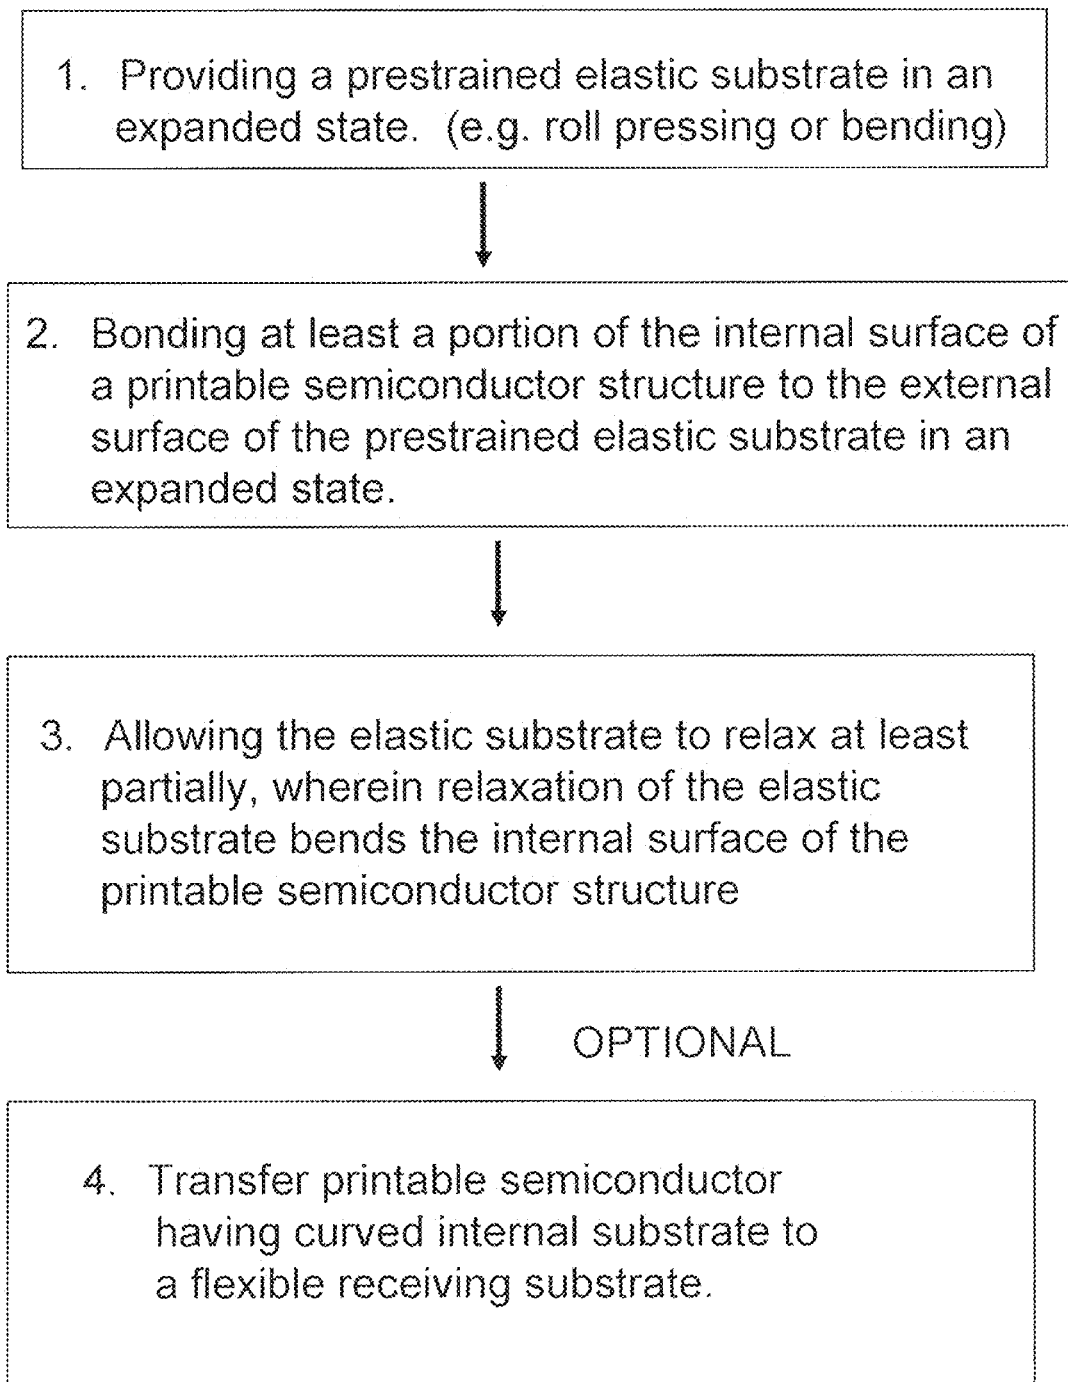 1. Providing a prestrained elastic substrate in an
expanded state. (e.g. roll pressing or bending)
2. Bonding at least a portion of the internal surface of
a printable semiconductor structure to the external
surface of the prestrained elastic substrate in an
expanded state.
3. Allowing the elastic substrate to relax at least
partially, wherein relaxation of the elastic
substrate bends the internal surface of the
printable semiconductor structure
OPTIONAL
4. Transfer printable semiconductor
having curved internal substrate to
a flexible receiving substrate.